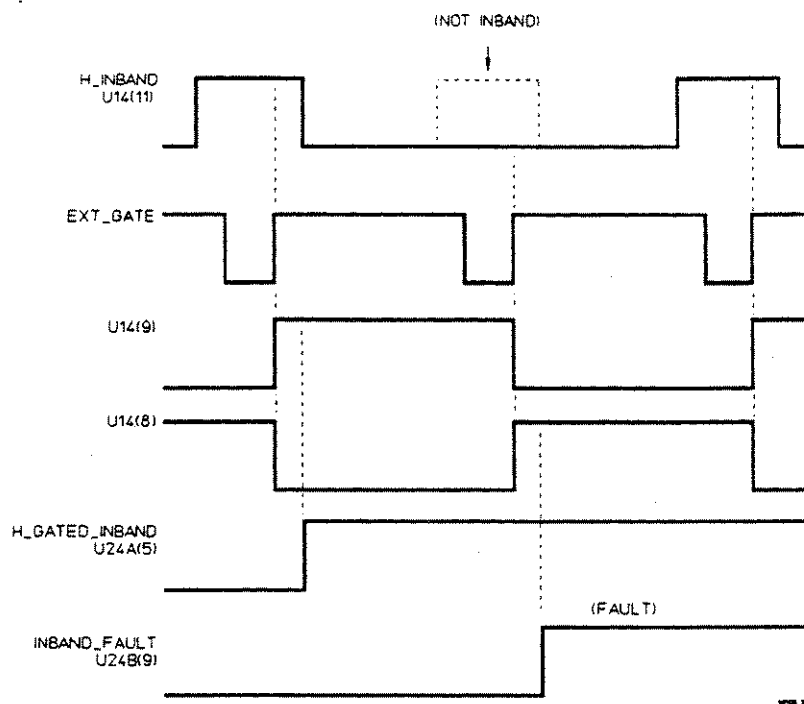 (NOT INBAND)
H_INBAND
U14(11)
EXT_GATE
U14(9)
U14(8)
H_GATED_INBAND
U24A(5)
(FAULT)
INBAND_FAULT
U24B(9)